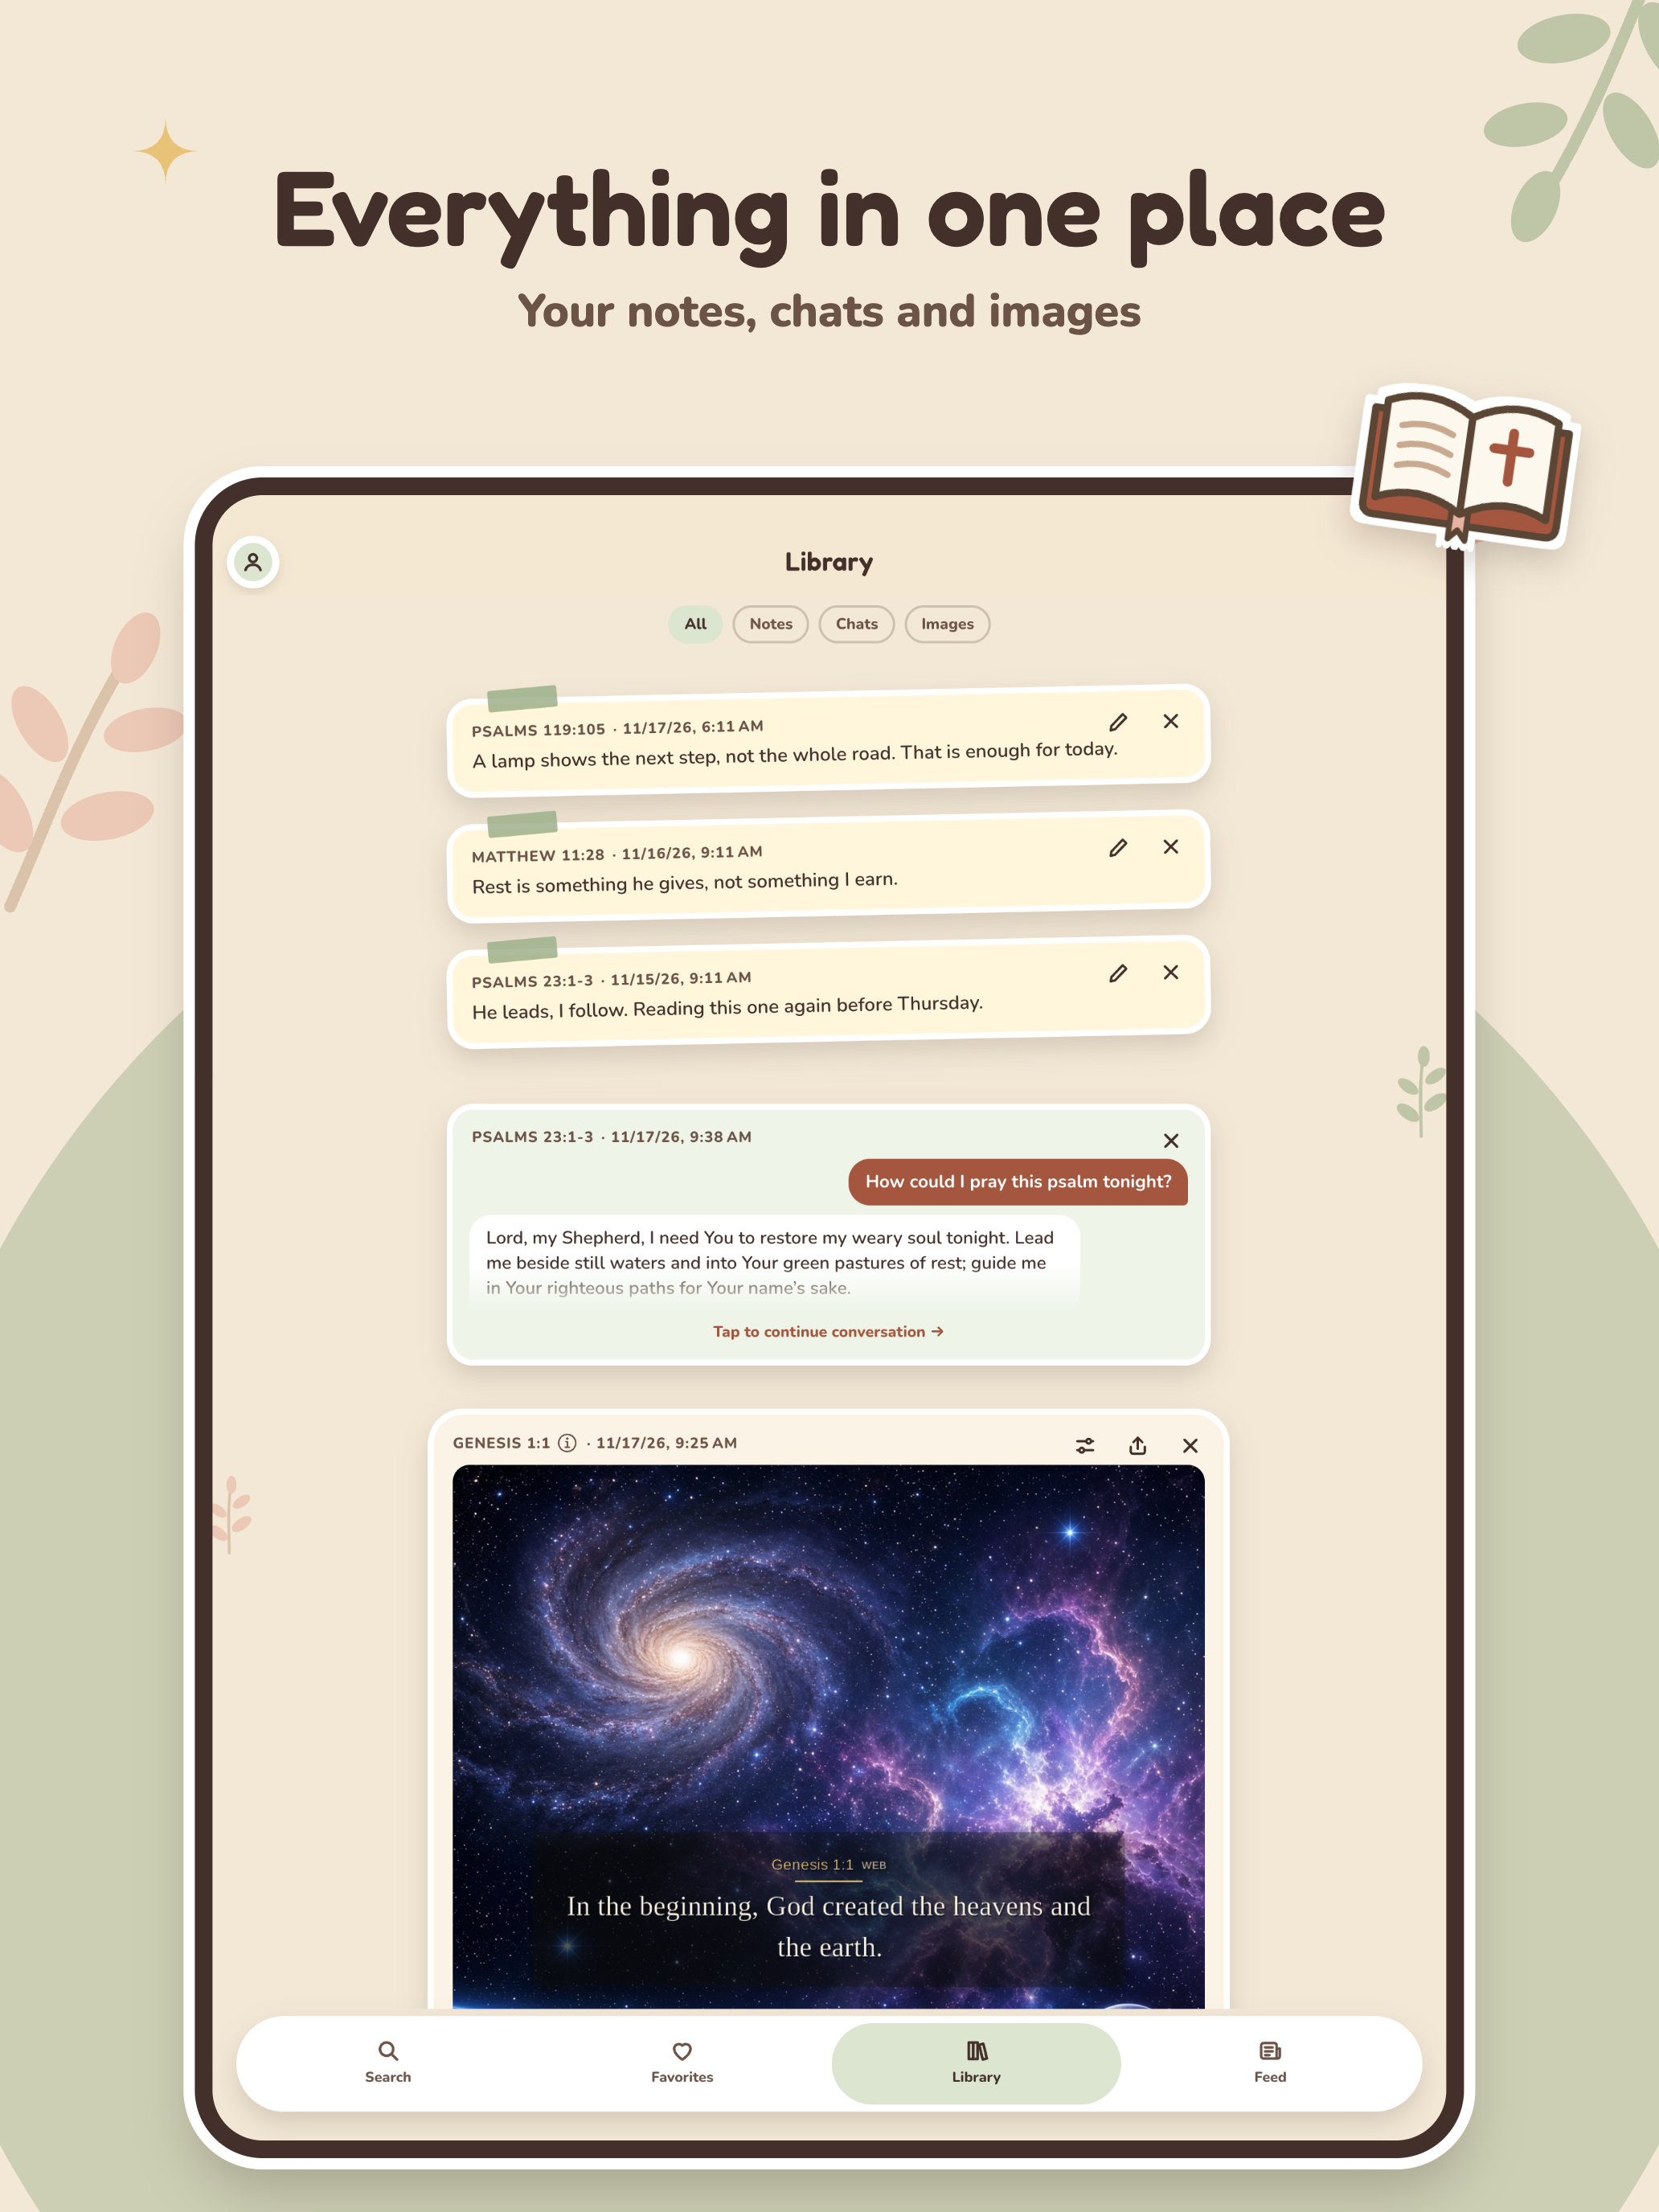 Everything in one place
Your notes, chats and images
Library
All
Notes
Chats
Images
PSALMS 119:105 · 11/17/26, 6:11 AM
A lamp shows the next step, not the whole road. That is enough for today.
MATTHEW 11:28 · 11/16/26, 9:11 AM
Rest is something he gives, not something I earn.
PSALMS 23:1-3 · 11/15/26, 9:11 AM
He leads, I follow. Reading this one again before Thursday.
PSALMS 23:1-3 · 11/17/26, 9:38 AM
How could I pray this psalm tonight?
Lord, my Shepherd, I need You to restore my weary soul tonight. Lead
me beside still waters and into Your green pastures of rest; guide me
in Your righteous paths for Your name's sake.
Tap to continue conversation →
GENESIS 1:1 · 11/17/26, 9:25 AM
Genesis 1:1 WEB
In the beginning, God created the heavens and
the earth.
Search
Favorites
Library
Feed